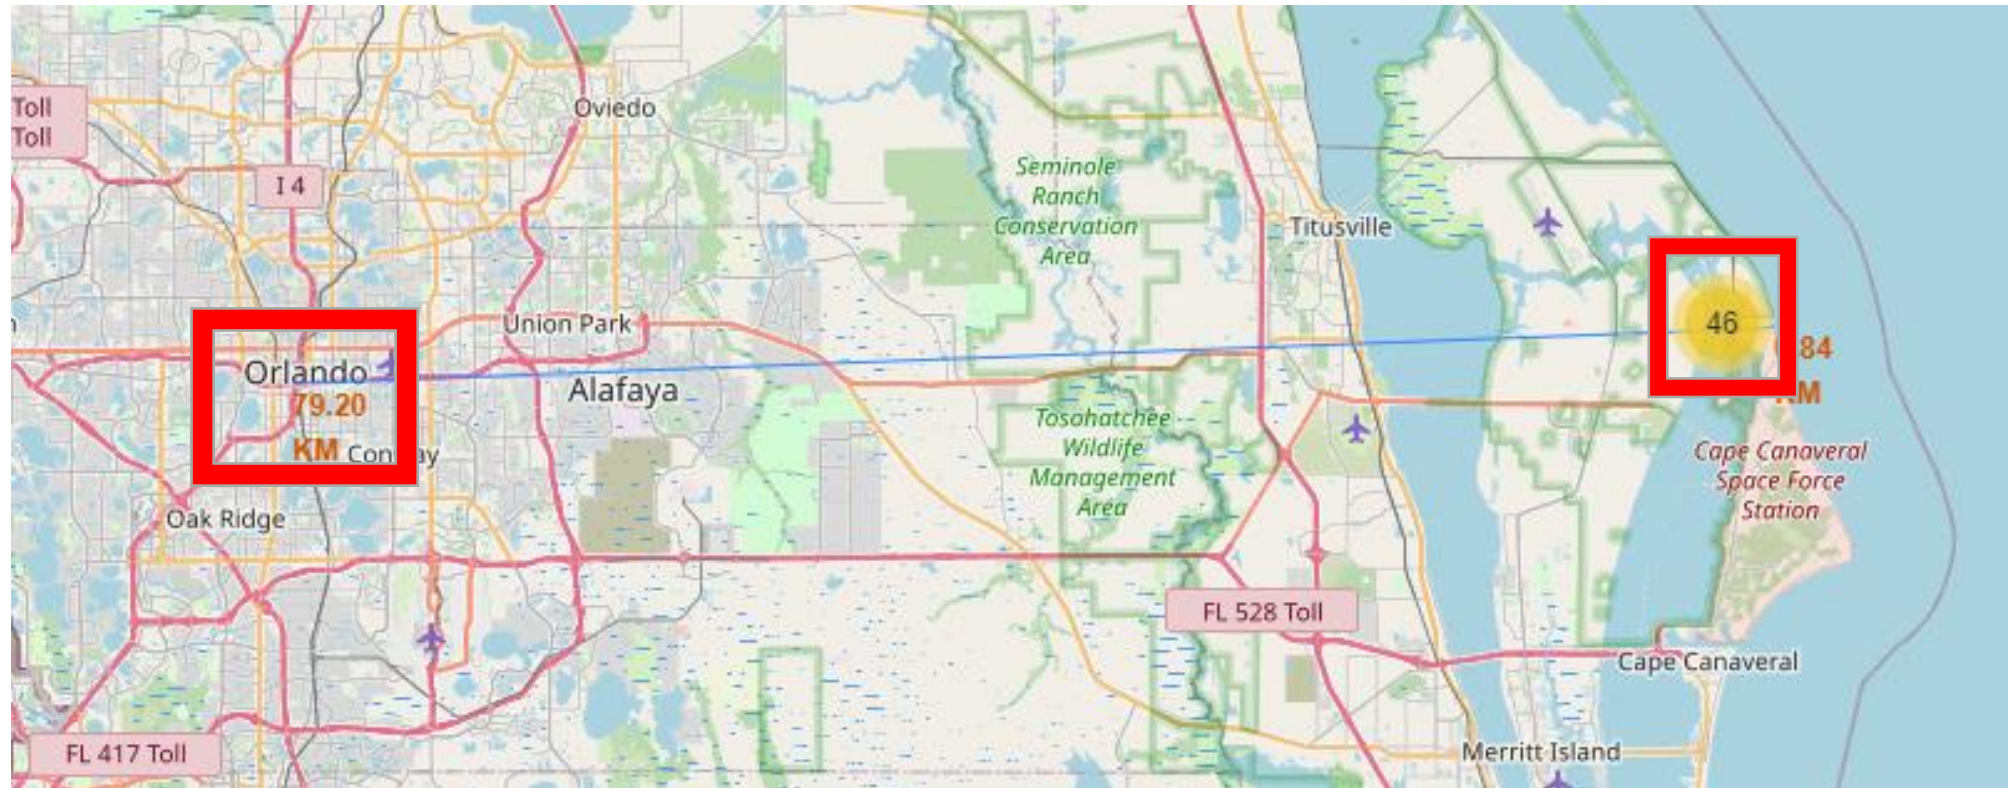 Toll
Toll
I 4
Oviedo
Seminole
Ranch
Conservation
Area
Titusville
Union Park
46
Orlando
79.20
KM
Alafaya
84
KM
Tosohatchee
Wildlife
Management
Area
Cape Canaveral
Space Force
Station
Oak Ridge
FL 528 Toll
Cape Canaveral
FL 417 Toll
Merritt Island